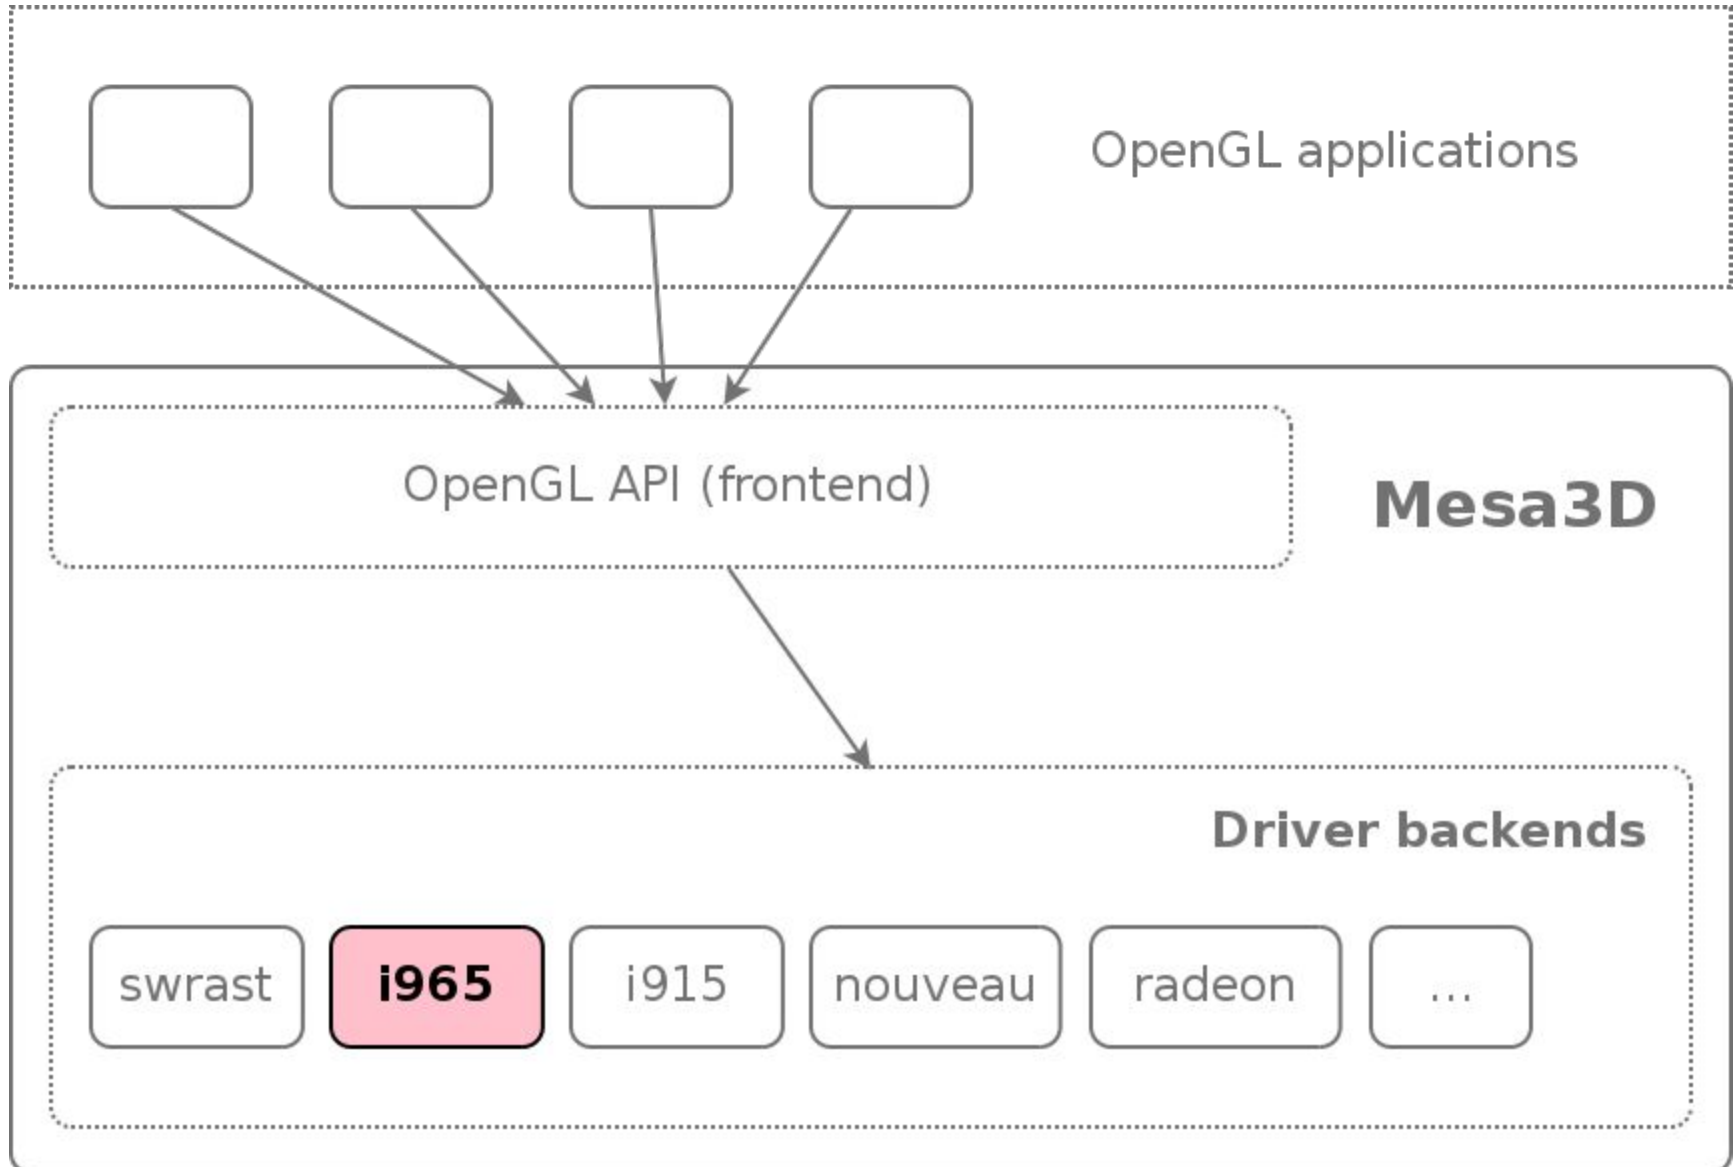 OpenGL applications
OpenGL API (frontend)
Mesa3D
Driver backends
swrast
i965
i915
nouveau
radeon
...